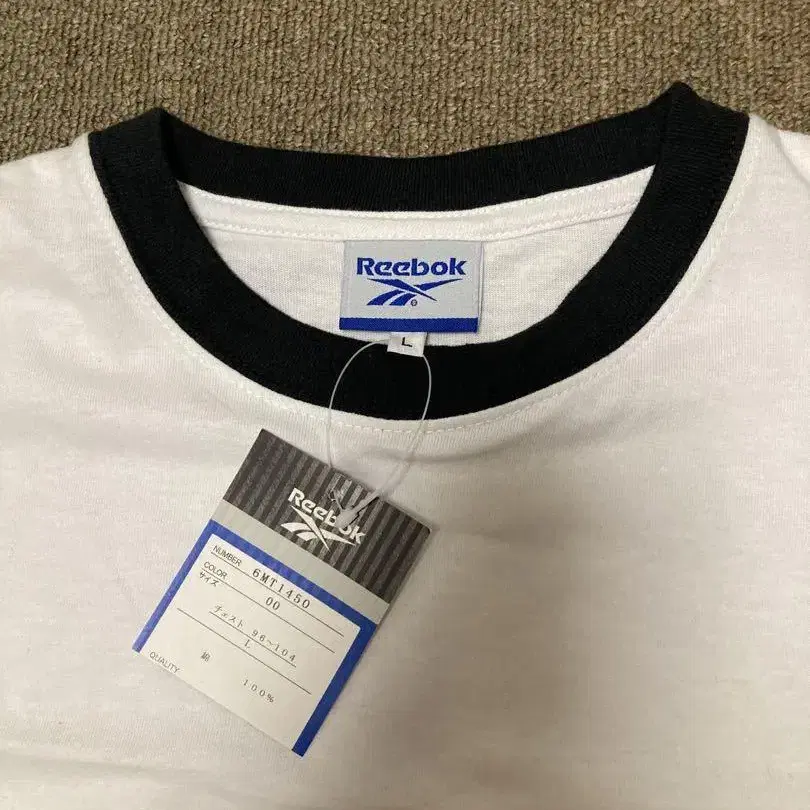 Reebok
L
Reebok
NUMBER 6MT1450
COLOR 00
サイズ
チェスト 96~104
L
QUALITY
綿 100%